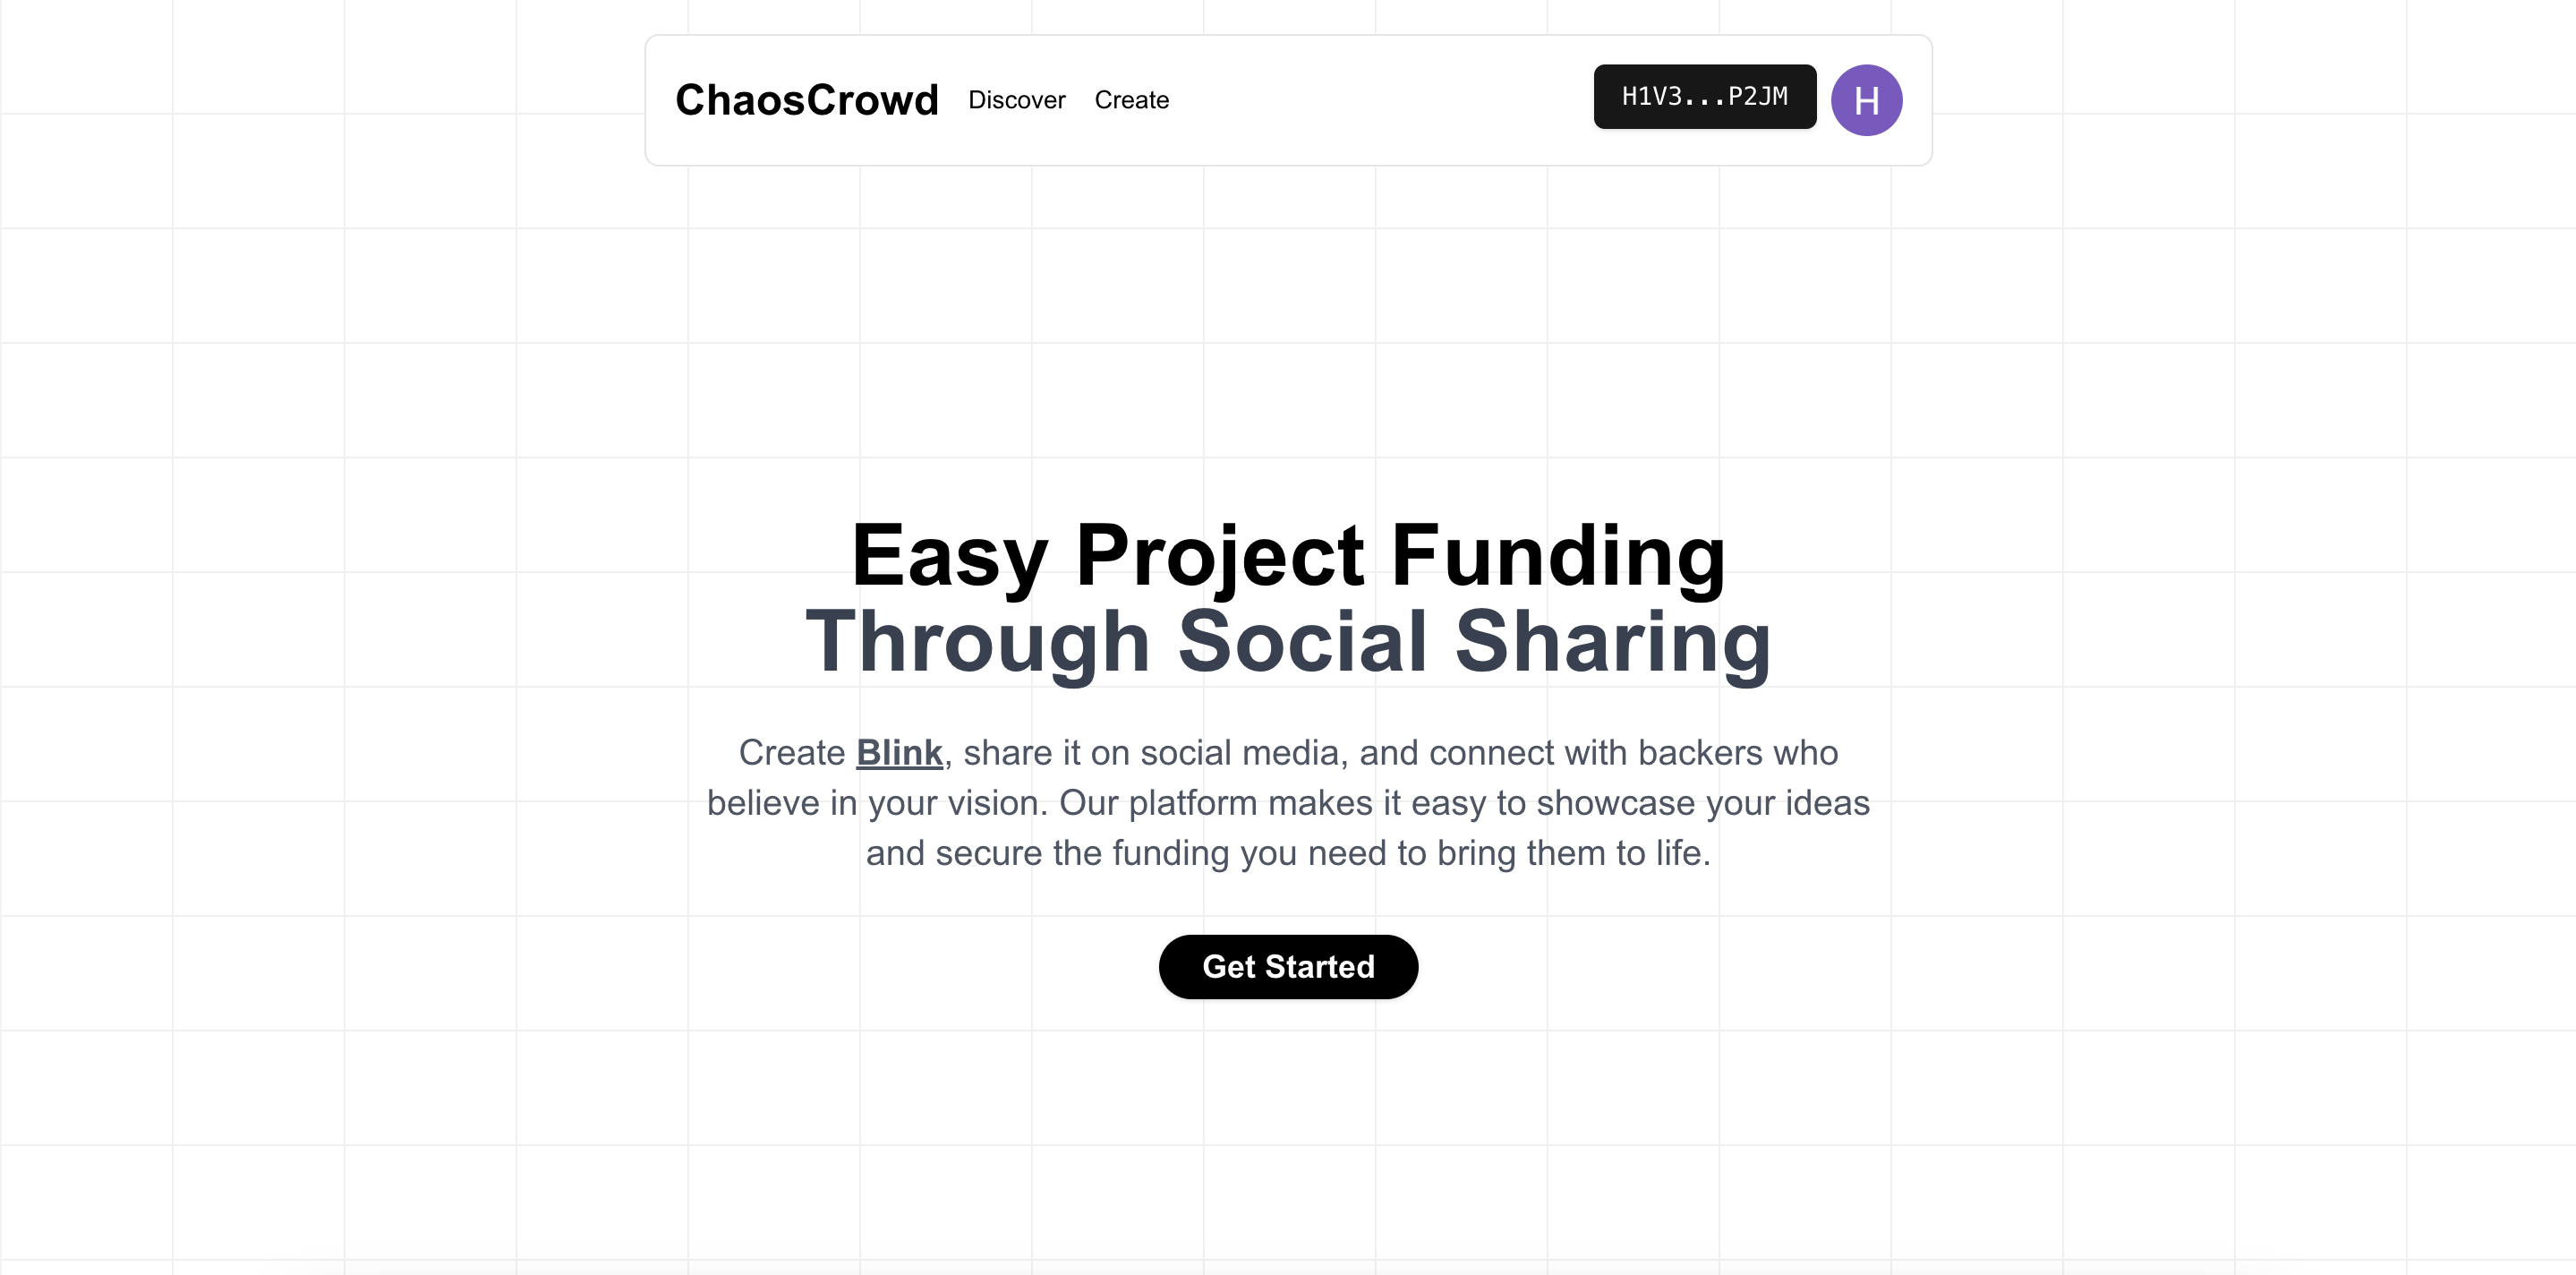 ChaosCrowd Discover Create H1V3...P2JM H
Easy Project Funding
Through Social Sharing
Create Blink, share it on social media, and connect with backers who
believe in your vision. Our platform makes it easy to showcase your ideas
and secure the funding you need to bring them to life.
Get Started